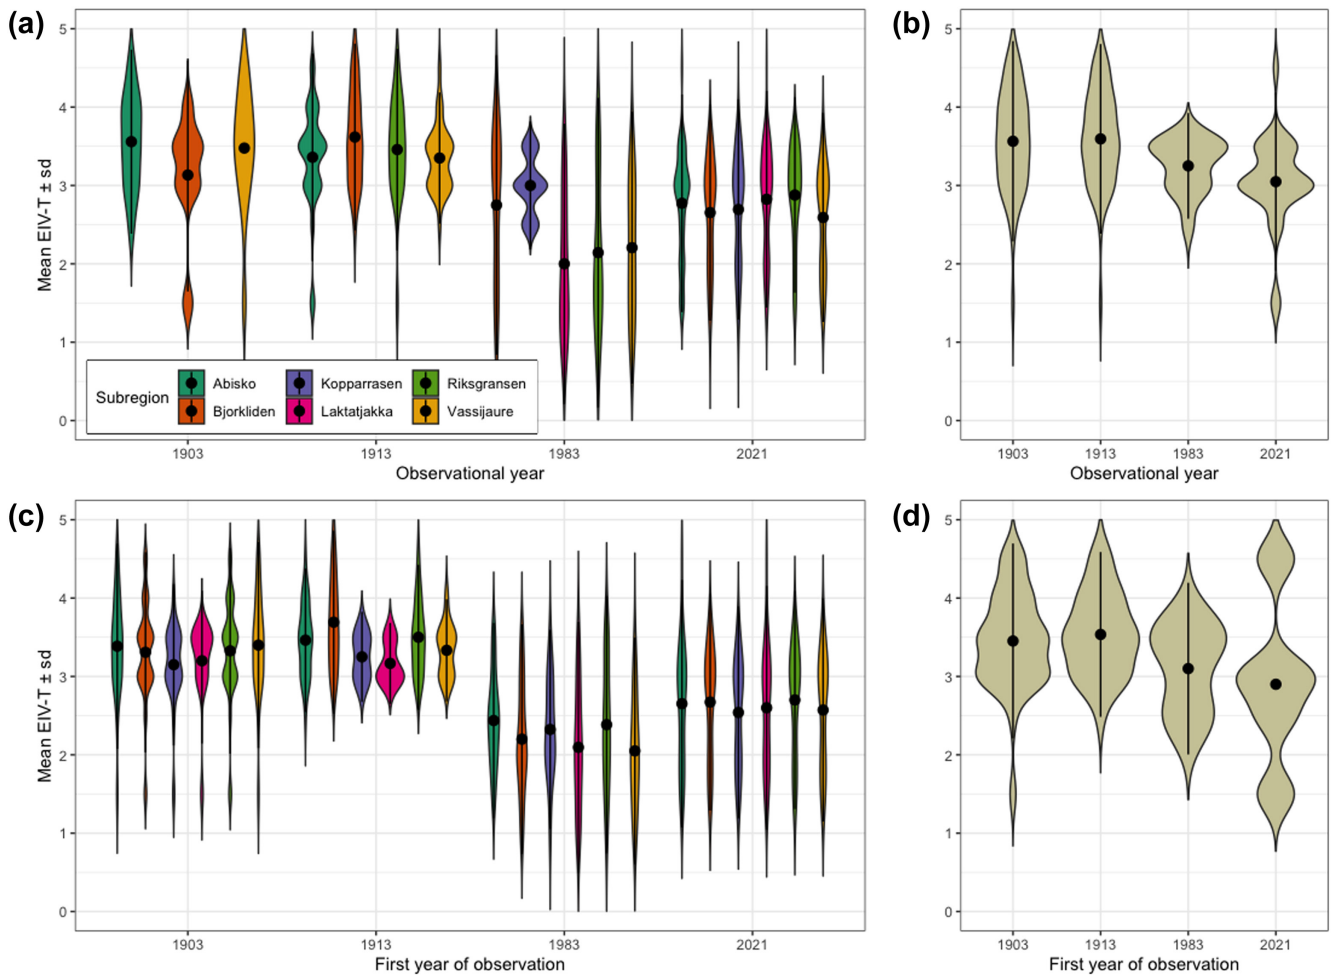 (a)
Mean EIV-T ± sd
5
4
3
2
1
0
Subregion
Abisko
Kopparrasen
Riksgransen
Bjorkliden
Laktatjakka
Vassijaure
1903
1913
1983
2021
Observational year
(b)
5
4
3
2
1
0
1903
1913
1983
2021
Observational year
(c)
Mean EIV-T ± sd
5
4
3
2
1
0
1903
1913
1983
2021
First year of observation
(d)
5
4
3
2
1
0
1903
1913
1983
2021
First year of observation